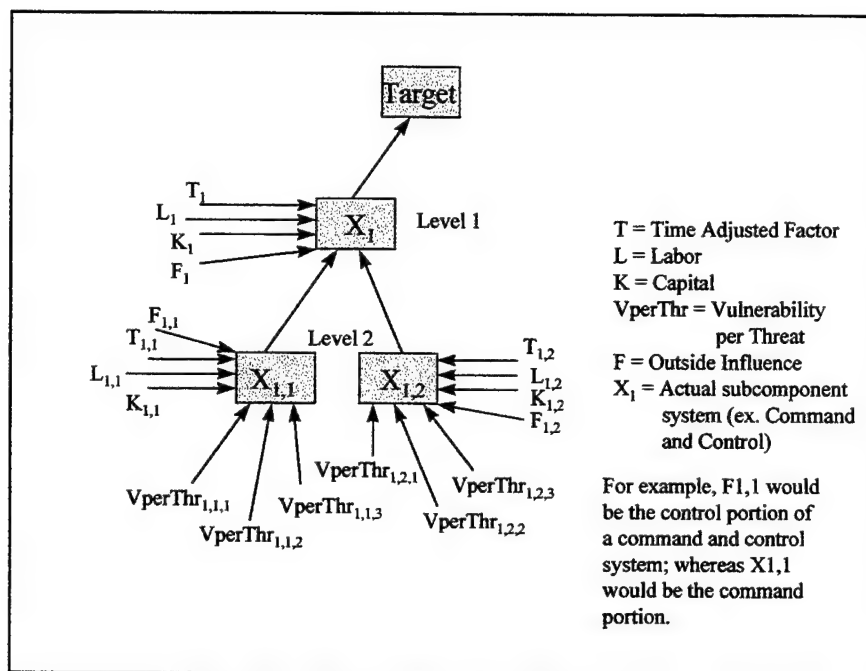 Target
T1
L1
K1
F1
X1
Level 1
F1,1
T1,1
L1,1
K1,1
Level 2
X1,1
X1,2
T1,2
L1,2
K1,2
F1,2
VperThr1,1,1
VperThr1,1,2
VperThr1,1,3
VperThr1,2,1
VperThr1,2,2
VperThr1,2,3
T = Time Adjusted Factor
L = Labor
K = Capital
VperThr = Vulnerability
per Threat
F = Outside Influence
X1 = Actual subcomponent
system (ex. Command
and Control)
For example, F1,1 would
be the control portion of
a command and control
system; whereas X1,1
would be the command
portion.